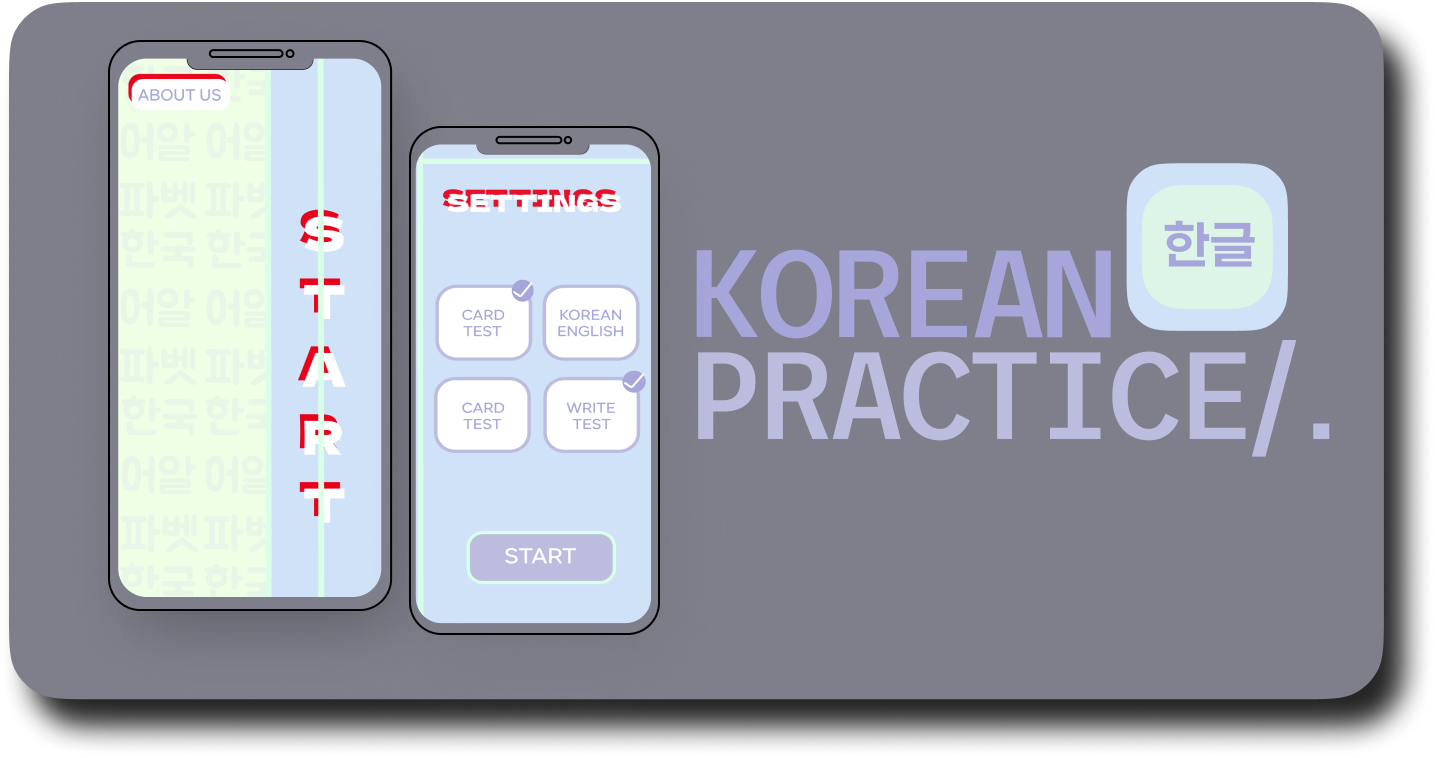 ABOUT US
어알 어알
파벳 파벳
한국 한국
어알 어알
파벳 파벳
한국 한국
어알 어알
파벳 파벳
한국 한국
START
SETTINGS
CARD
TEST
KOREAN
ENGLISH
CARD
TEST
WRITE
TEST
START
한글
KOREAN
PRACTICE/.